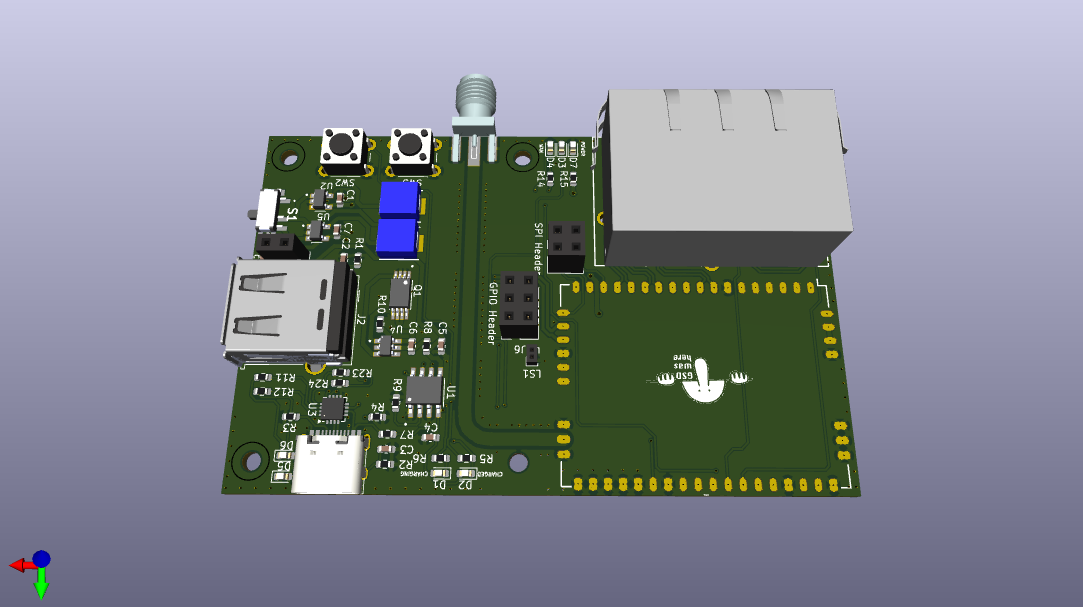 SW2
U2
C1
S1
U5
C7
C2
R1
J2
Q1
R10
U4
C6
R8
C5
D4
D3
D7
R14
R15
SPI Header
GPIO Header
J6
LS1
GSD
was
here
R11
R12
R23
R24
U3
R3
R4
R9
U1
C4
R7
C3
R2
R6
R5
D6
D5
CHARGING
CHARGED
D1
D2